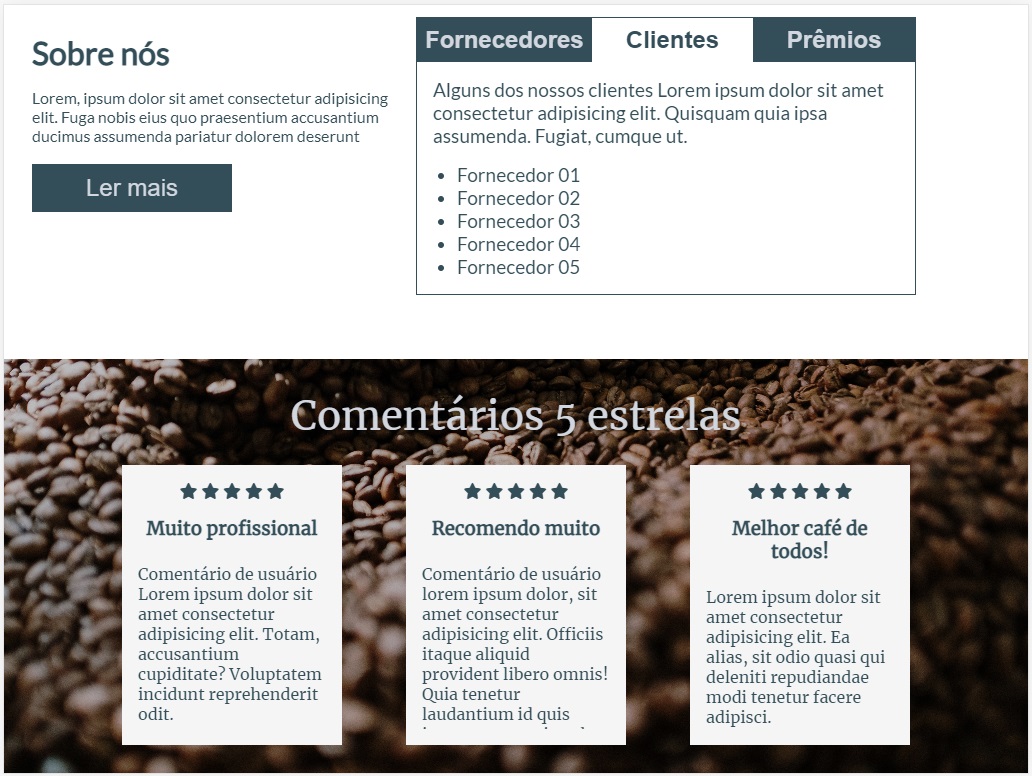 Sobre nós
Lorem, ipsum dolor sit amet consectetur adipisicing
elit. Fuga nobis eius quo praesentium accusantium
ducimus assumenda pariatur dolorem deserunt
Ler mais
Fornecedores Clientes Prêmios
Alguns dos nossos clientes Lorem ipsum dolor sit amet
consectetur adipisicing elit. Quisquam quia ipsa
assumenda. Fugiat, cumque ut.
• Fornecedor 01
• Fornecedor 02
• Fornecedor 03
• Fornecedor 04
• Fornecedor 05
Comentários 5 estrelas
Muito profissional
Comentário de usuário
Lorem ipsum dolor sit
amet consectetur
adipisicing elit. Totam,
accusantium
cupiditate? Voluptatem
incidunt reprehenderit
odit.
Recomendo muito
Comentário de usuário
lorem ipsum dolor, sit
amet consectetur
adipisicing elit. Officiis
itaque aliquid
provident libero omnis!
Quia tenetur
laudantium id quis
Melhor café de
todos!
Lorem ipsum dolor sit
amet consectetur
adipisicing elit. Ea
alias, sit odio quasi qui
deleniti repudiandae
modi tenetur facere
adipisci.